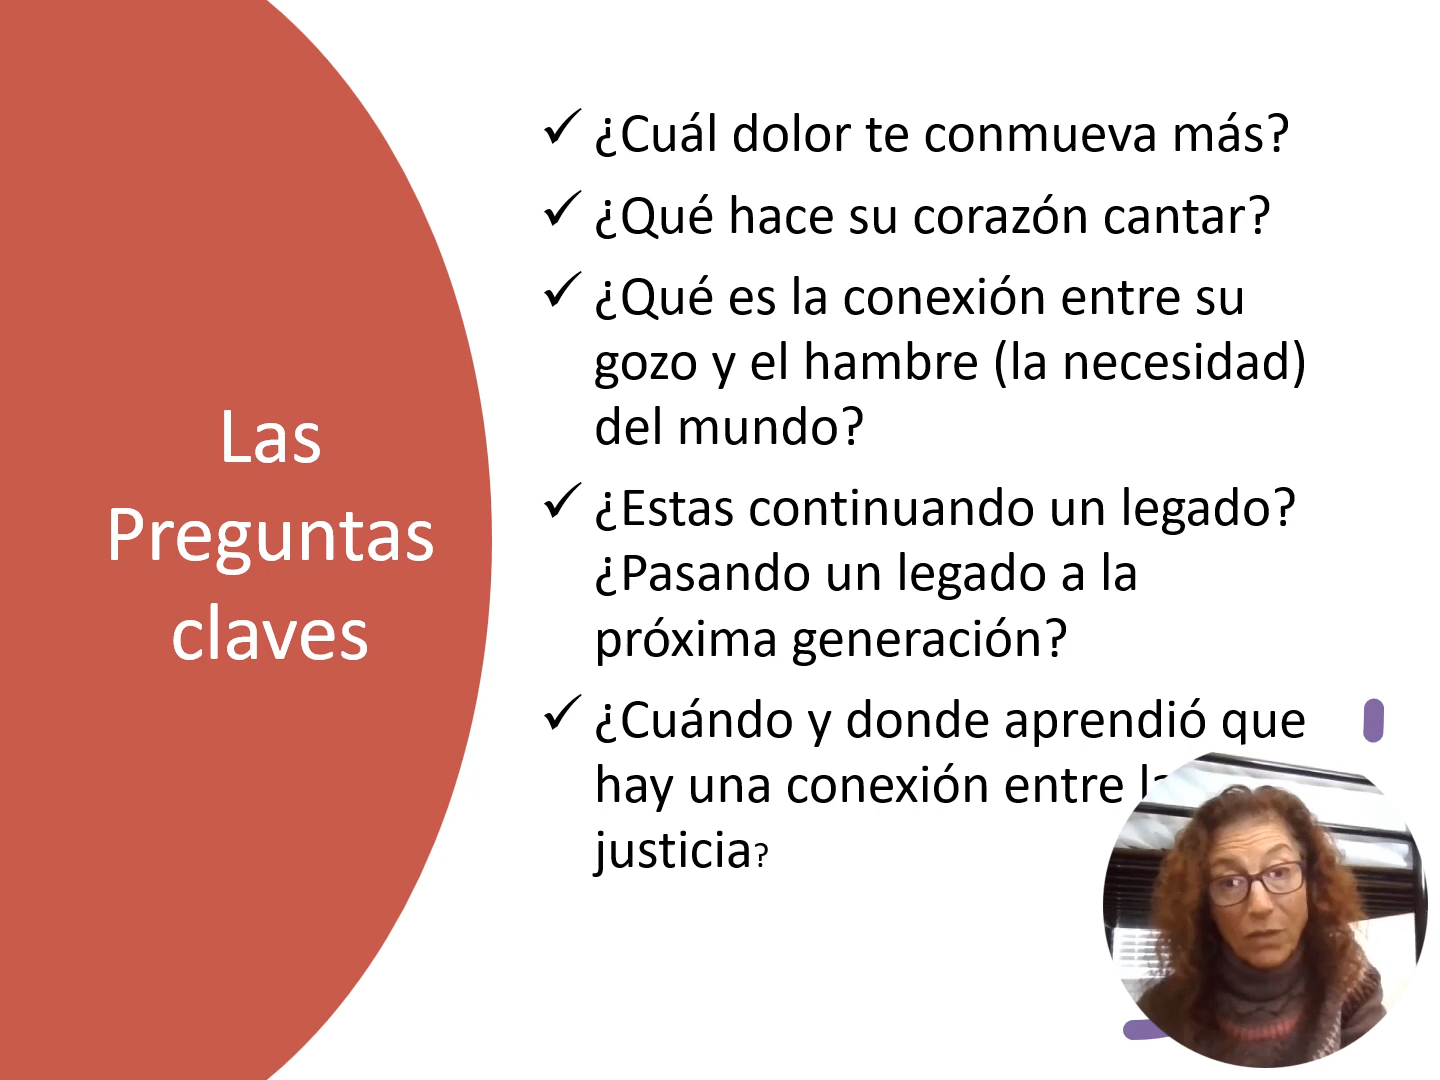 Las
Preguntas
claves
¿Cuál dolor te conmueva más?
¿Qué hace su corazón cantar?
¿Qué es la conexión entre su
gozo y el hambre (la necesidad)
del mundo?
¿Estas continuando un legado?
¿Pasando un legado a la
próxima generación?
¿Cuándo y donde aprendió que
hay una conexión entre
justicia?